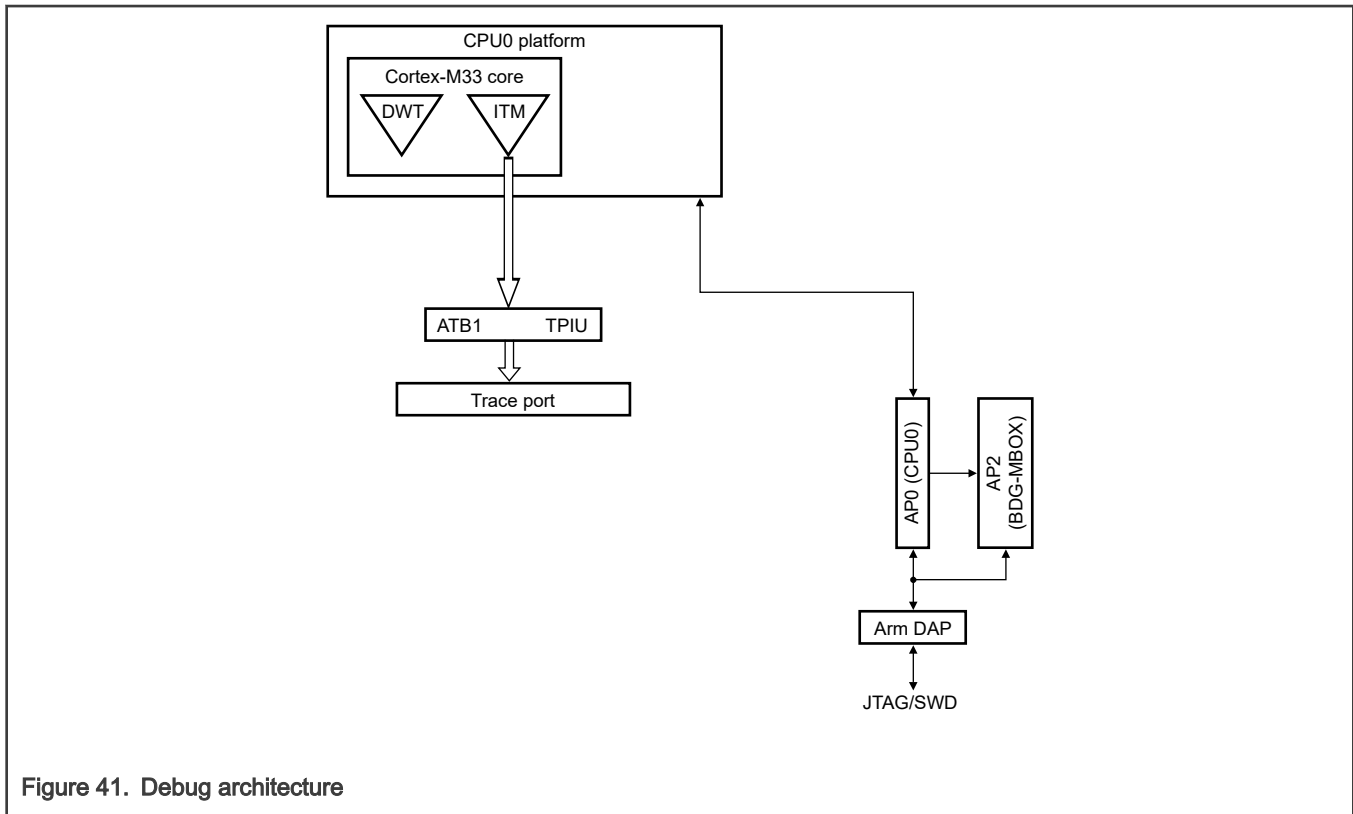 CPU0 platform
Cortex-M33 core
DWT
ITM
ATB1 TPIU
Trace port
AP0 (CPU0)
AP2
(BDG-MBOX)
Arm DAP
JTAG/SWD
Figure 41. Debug architecture